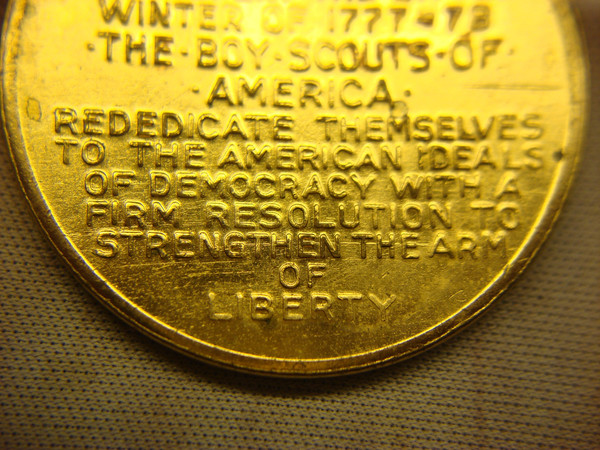 WINTER OF 1777-78
·THE·BOY·SCOUTS·OF·
·AMERICA·
REDEDICATE THEMSELVES
TO THE AMERICAN IDEALS
OF DEMOCRACY WITH A
FIRM RESOLUTION TO
STRENGTHEN THE ARM
OF
LIBERTY